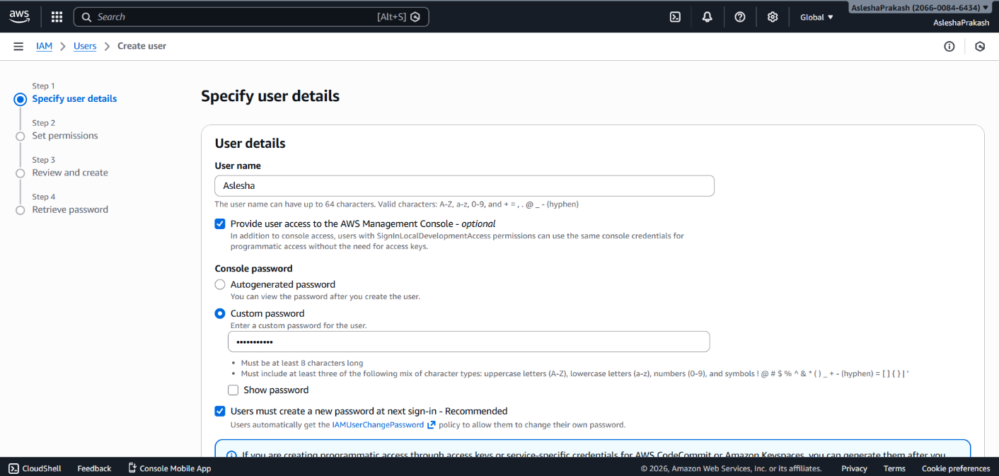 aws
Search
[Alt+S]
Global
AsleshaPrakash (2066-0084-6434)
AsleshaPrakash
IAM
Users
Create user
Step 1
Specify user details
Step 2
Set permissions
Step 3
Review and create
Step 4
Retrieve password
Specify user details
User details
User name
Aslesha
The user name can have up to 64 characters. Valid characters: A-Z, a-z, 0-9, and + = , . @ _ - (hyphen)
Provide user access to the AWS Management Console - optional
In addition to console access, users with SignInLocalDevelopmentAccess permissions can use the same console credentials for
programmatic access without the need for access keys.
Console password
Autogenerated password
You can view the password after you create the user.
Custom password
Enter a custom password for the user.
•••••••••••
• Must be at least 8 characters long
• Must include at least three of the following mix of character types: uppercase letters (A-Z), lowercase letters (a-z), numbers (0-9), and symbols ! @ # $ % ^ & * ( ) _ + - (hyphen) = [ ] { } | '
Show password
Users must create a new password at next sign-in - Recommended
Users automatically get the IAMUserChangePassword policy to allow them to change their own password.
If you are creating programmatic access through access keys or service-specific credentials for AWS CodeCommit or Amazon Keyspaces, you can generate them after you
CloudShell
Feedback
Console Mobile App
© 2026, Amazon Web Services, Inc. or its affiliates.
Privacy
Terms
Cookie preferences